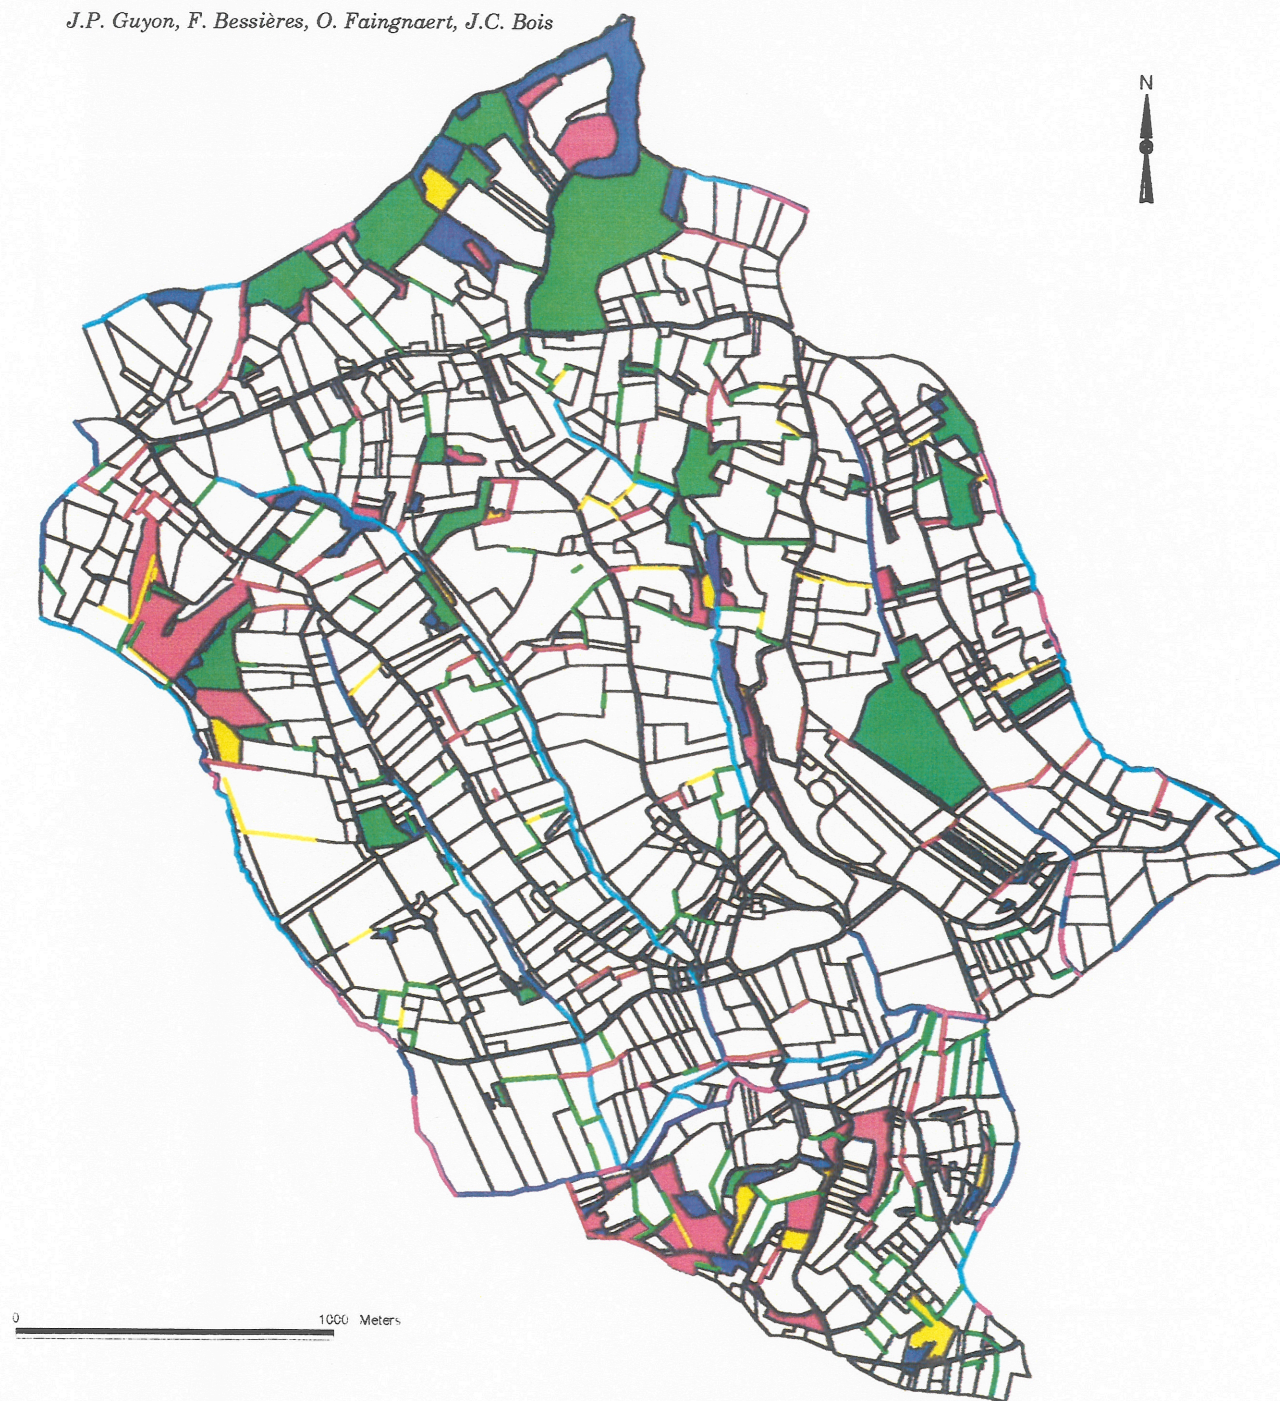 J.P. Guyon, F. Bessières, O. Faingnaert, J.C. Bois
N
0 1000 Meters